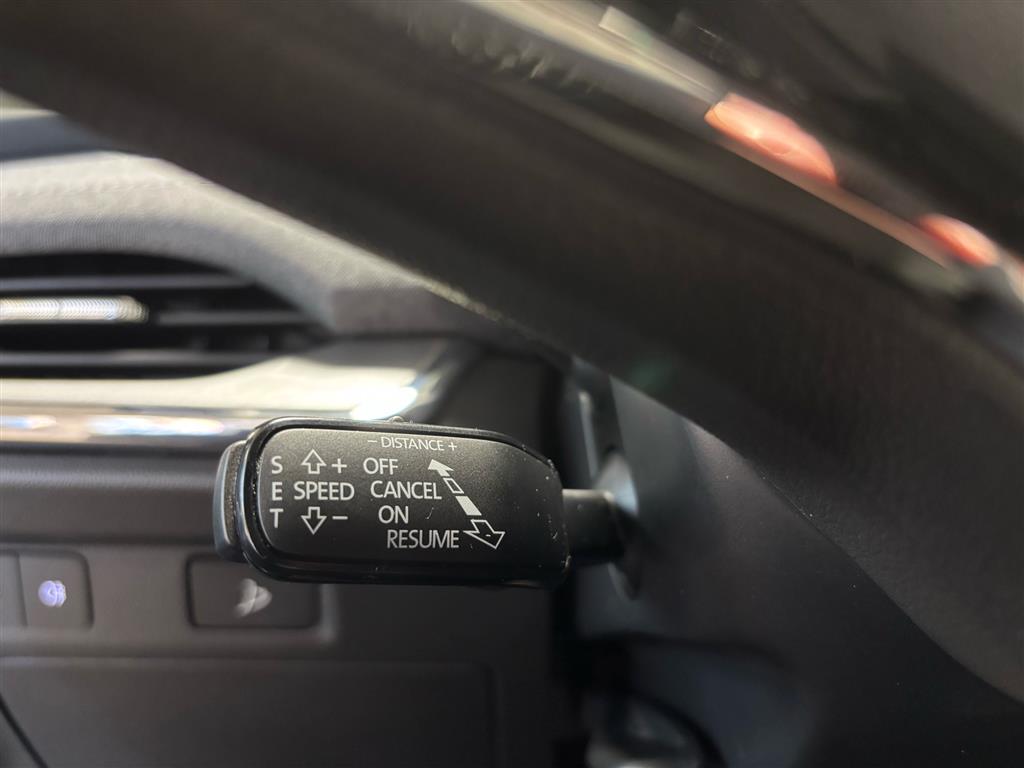 - DISTANCE +
S + OFF
E SPEED CANCEL
T - ON
RESUME